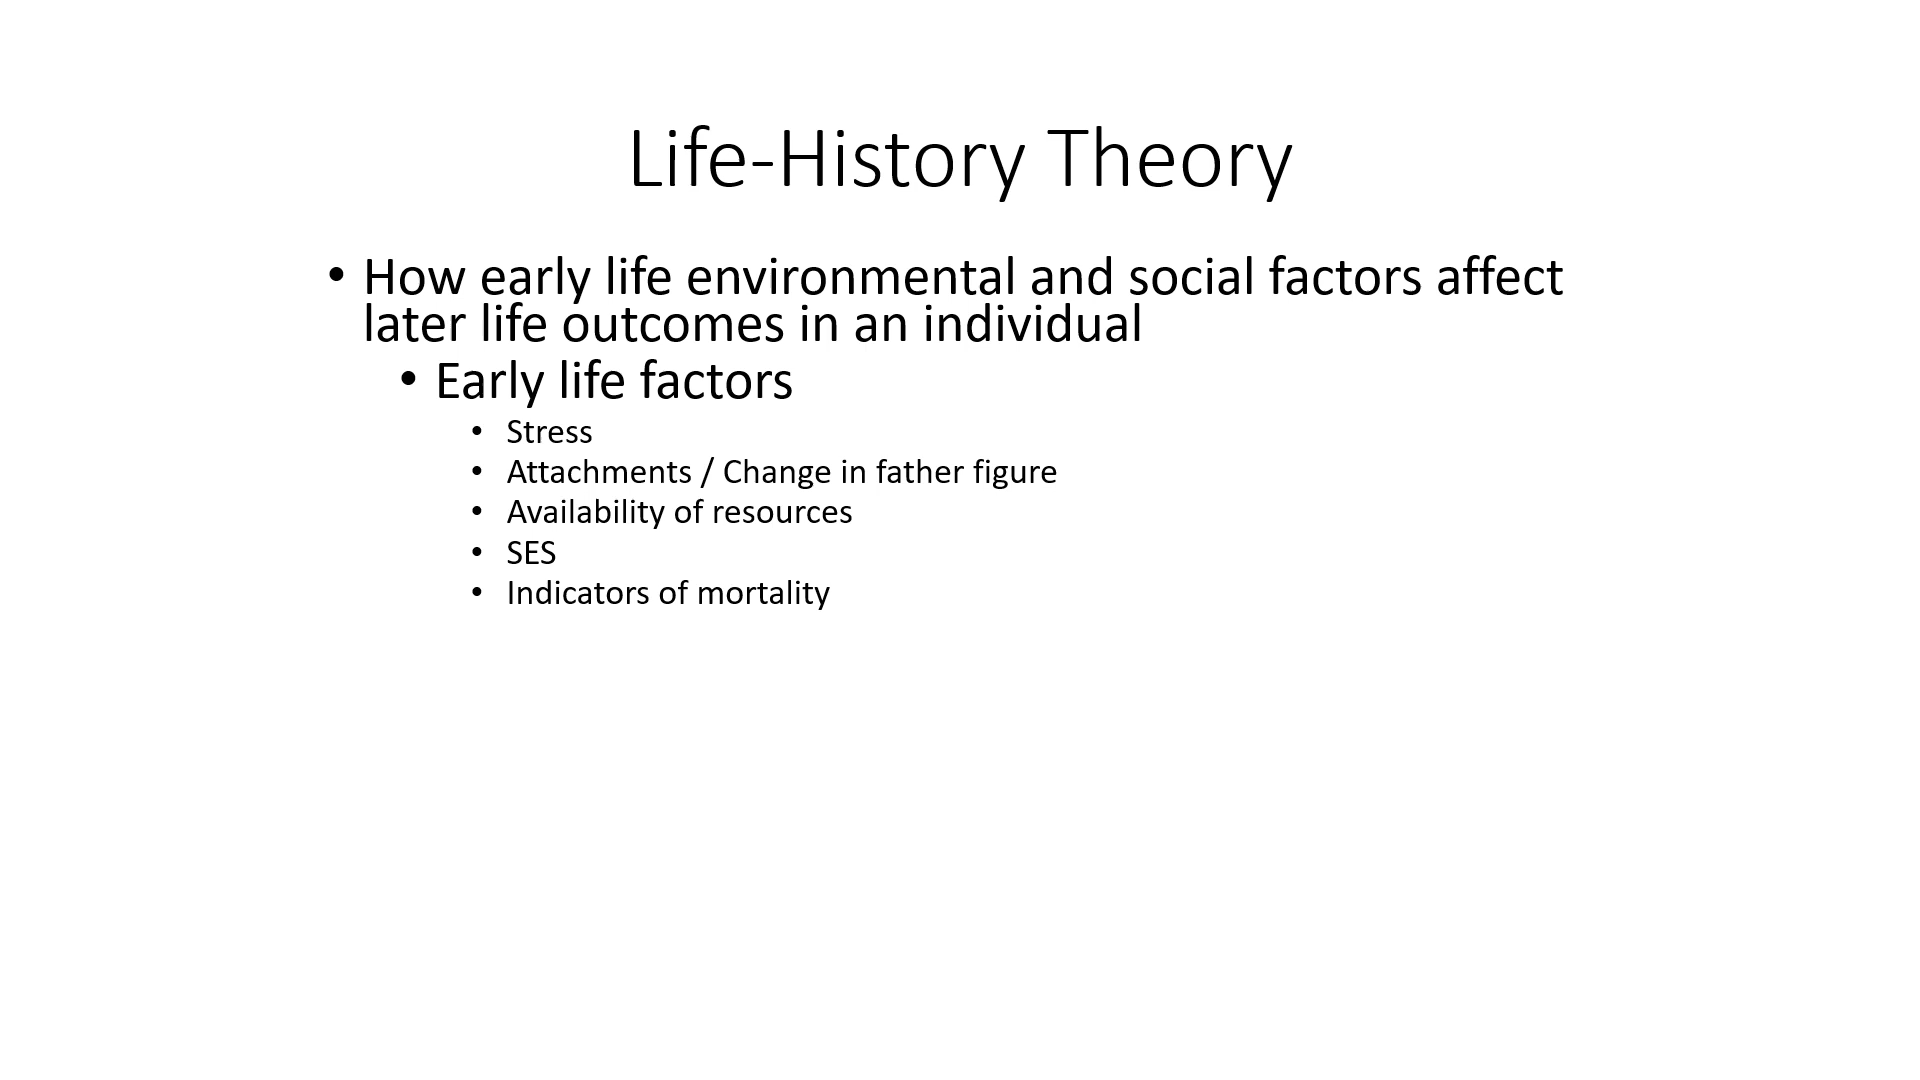 Life-History Theory
• How early life environmental and social factors affect
later life outcomes in an individual
• Early life factors
• Stress
• Attachments / Change in father figure
• Availability of resources
• SES
• Indicators of mortality